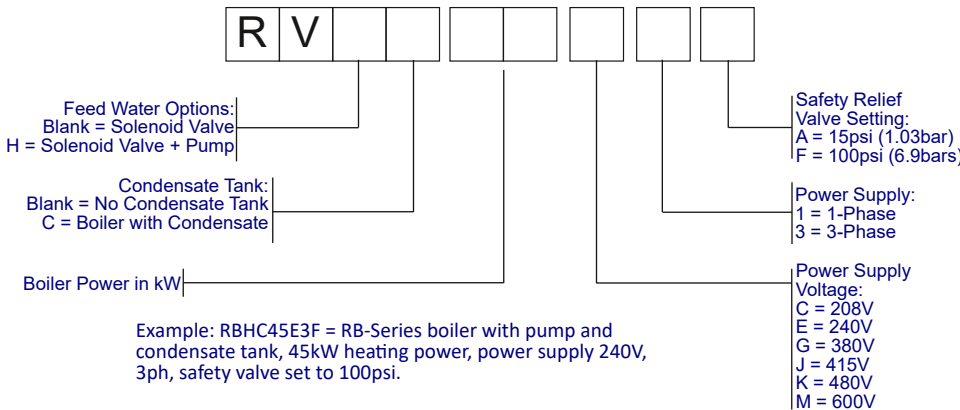 R V
Feed Water Options:
Blank = Solenoid Valve
H = Solenoid Valve + Pump
Condensate Tank:
Blank = No Condensate Tank
C = Boiler with Condensate
Boiler Power in kW
Safety Relief
Valve Setting:
A = 15psi (1.03bar)
F = 100psi (6.9bars)
Power Supply:
1 = 1-Phase
3 = 3-Phase
Power Supply
Voltage:
C = 208V
E = 240V
G = 380V
J = 415V
K = 480V
M = 600V
Example: RBHC45E3F = RB-Series boiler with pump and
condensate tank, 45kW heating power, power supply 240V,
3ph, safety valve set to 100psi.